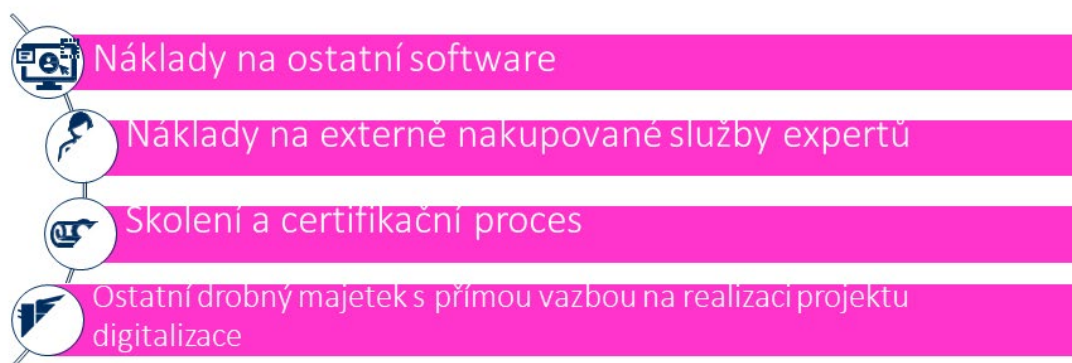 Náklady na ostatní software
Náklady na externě nakupované služby expertů
Školení a certifikační proces
Ostatní drobný majetek s přímou vazbou na realizaci projektu
digitalizace